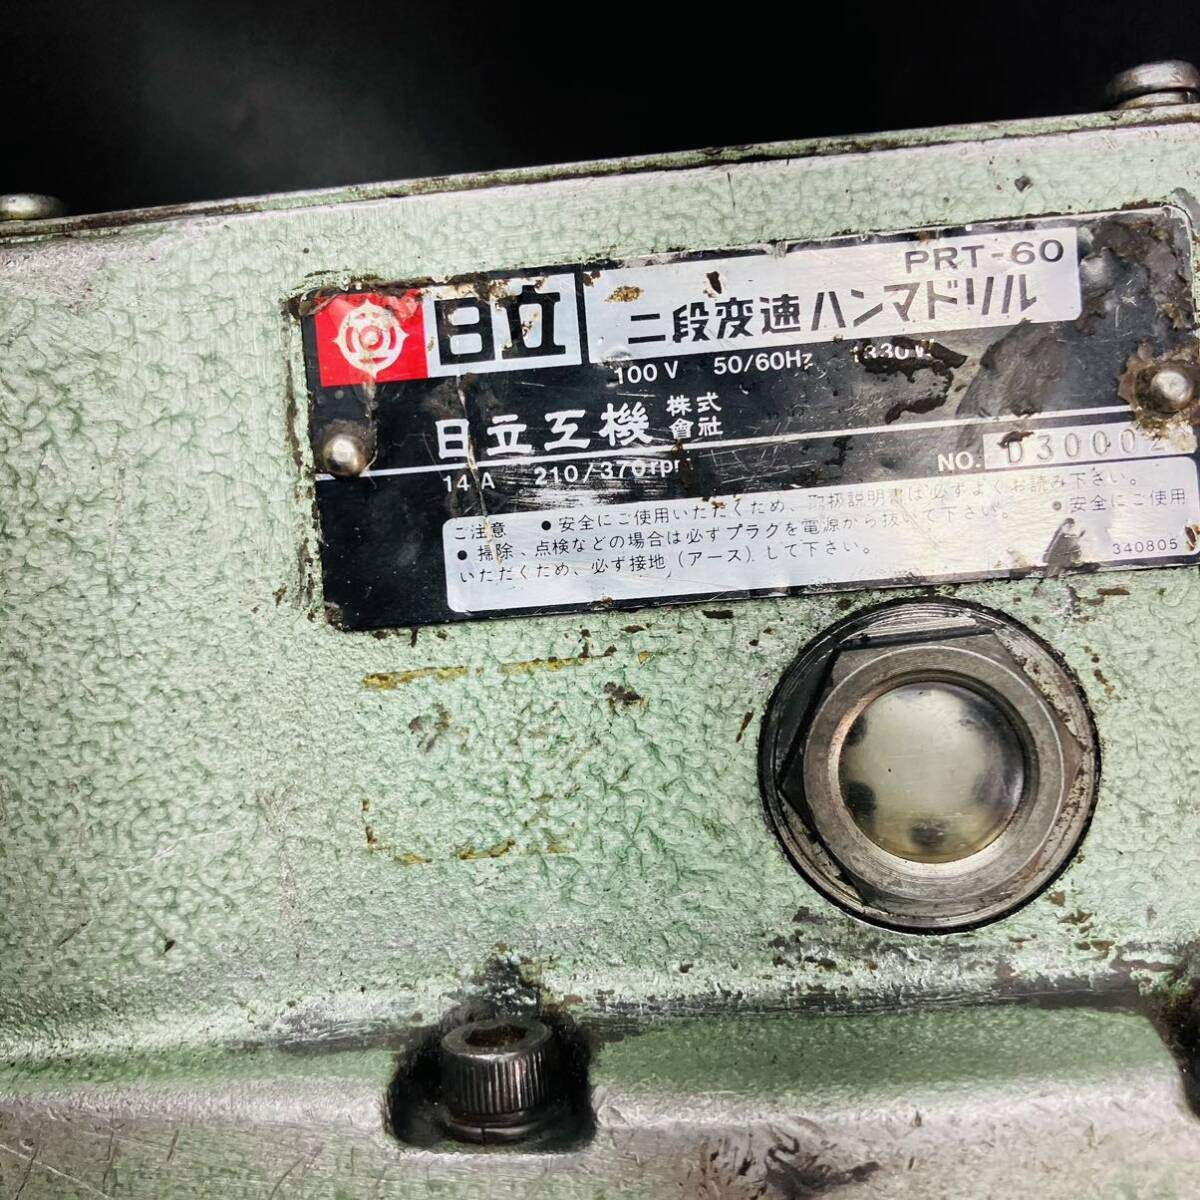 日立
PRT-60
二段変速ハンマドリル
100V 50/60Hz 1330W
日立工機 株式會社
14A 210/370rpm
NO. D30002
ご注意 ●安全にご使用いただくため、取扱説明書は必ずよくお読み下さい。
●掃除、点検などの場合は必ずプラグを電源から抜いて下さい。 ●安全にご使用
いただくため、必ず接地(アース)して下さい。
340805